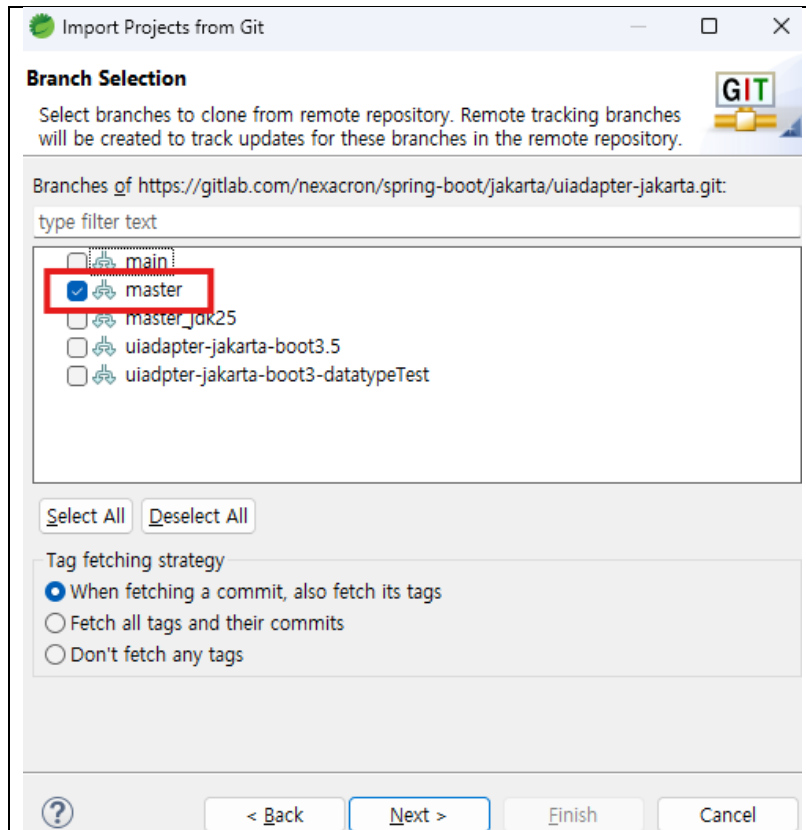 Import Projects from Git
Branch Selection
GIT
Select branches to clone from remote repository. Remote tracking branches
will be created to track updates for these branches in the remote repository.
Branches of https://gitlab.com/nexacron/spring-boot/jakarta/uiadapter-jakarta.git:
type filter text
main
master
master_jdk25
uiadapter-jakarta-boot3.5
uiadpter-jakarta-boot3-datatypeTest
Select All Deselect All
Tag fetching strategy
When fetching a commit, also fetch its tags
Fetch all tags and their commits
Don't fetch any tags
? < Back Next > Finish Cancel